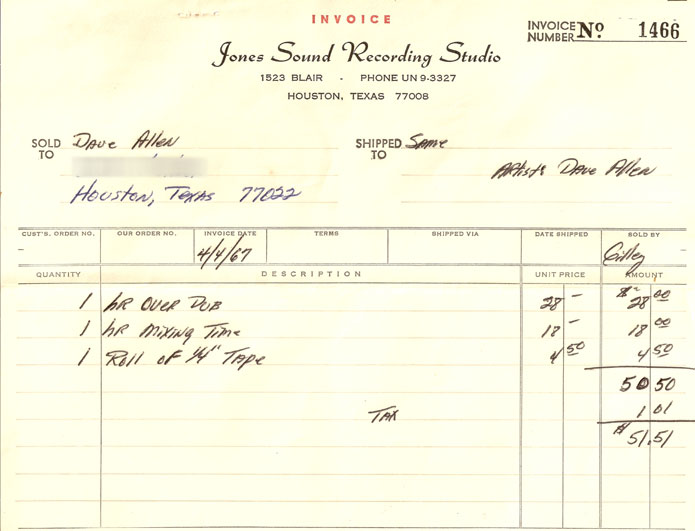 INVOICE
INVOICE NUMBER Nº 1466
Jones Sound Recording Studio
1523 BLAIR - PHONE UN 9-3327
HOUSTON, TEXAS 77008
SOLD TO Dave Allen
SHIPPED TO Same
Artist: Dave Allen
Houston, Texas 77022
CUST'S. ORDER NO. OUR ORDER NO. INVOICE DATE TERMS SHIPPED VIA DATE SHIPPED SOLD BY
4/4/67 Gilley
QUANTITY DESCRIPTION UNIT PRICE AMOUNT
1 hR OVER DUB 28 – $ 28 00
1 hR Mixing Time 18 – 18 00
1 Roll of 1/4" Tape 4 50 4 50
50 50
TAX 1 01
$ 51.51